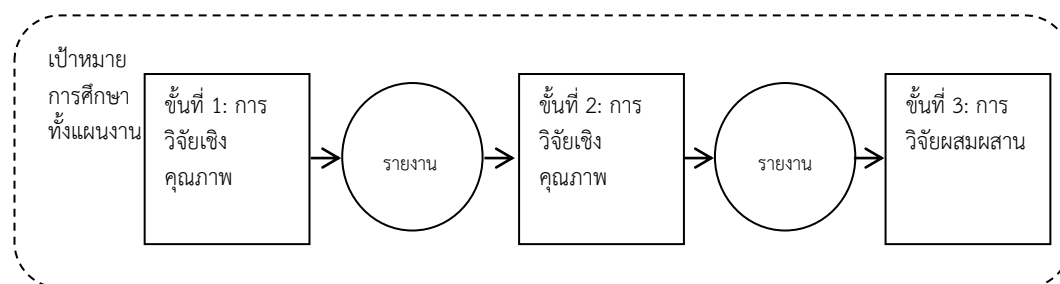 เป้าหมาย
การศึกษา
ทั้งแผนงาน
ขั้นที่ 1: การ
วิจัยเชิง
คุณภาพ
รายงาน
ขั้นที่ 2: การ
วิจัยเชิง
คุณภาพ
รายงาน
ขั้นที่ 3: การ
วิจัยผสมผสาน